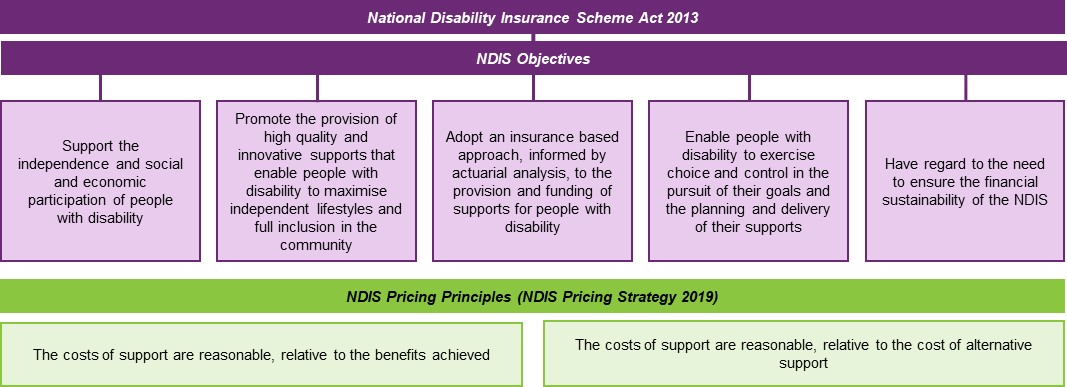 National Disability Insurance Scheme Act 2013
NDIS Objectives
Support the
independence and social
and economic
participation of people
with disability
Promote the provision of
high quality and
innovative supports that
enable people with
disability to maximise
independent lifestyles and
full inclusion in the
community
Adopt an insurance based
approach, informed by
actuarial analysis, to the
provision and funding of
supports for people with
disability
Enable people with
disability to exercise
choice and control in the
pursuit of their goals and
the planning and delivery
of their supports
Have regard to the need
to ensure the financial
sustainability of the NDIS
NDIS Pricing Principles (NDIS Pricing Strategy 2019)
The costs of support are reasonable, relative to the benefits achieved
The costs of support are reasonable, relative to the cost of alternative
support